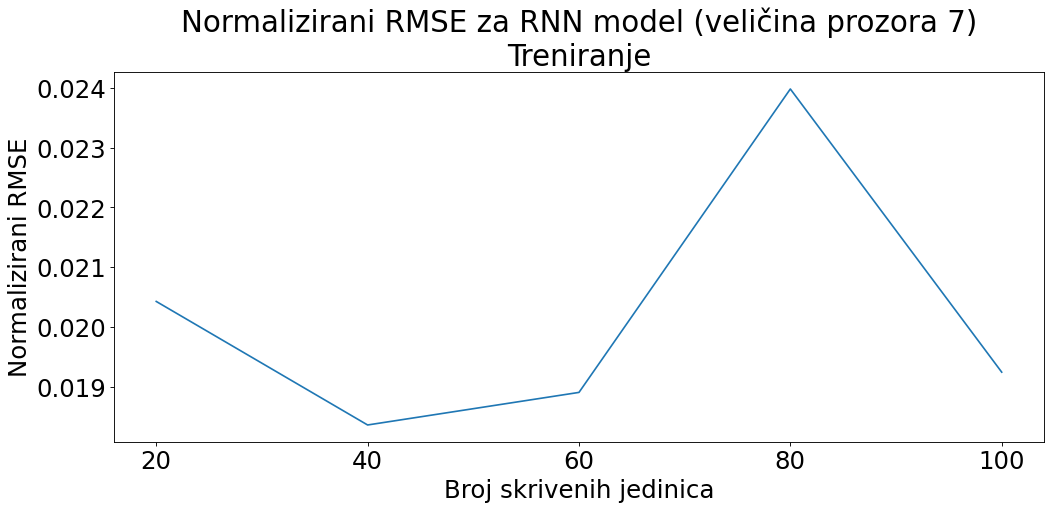 Normalizirani RMSE za RNN model (veličina prozora 7)
Treniranje
Normalizirani RMSE
0.024
0.023
0.022
0.021
0.020
0.019
20 40 60 80 100
Broj skrivenih jedinica